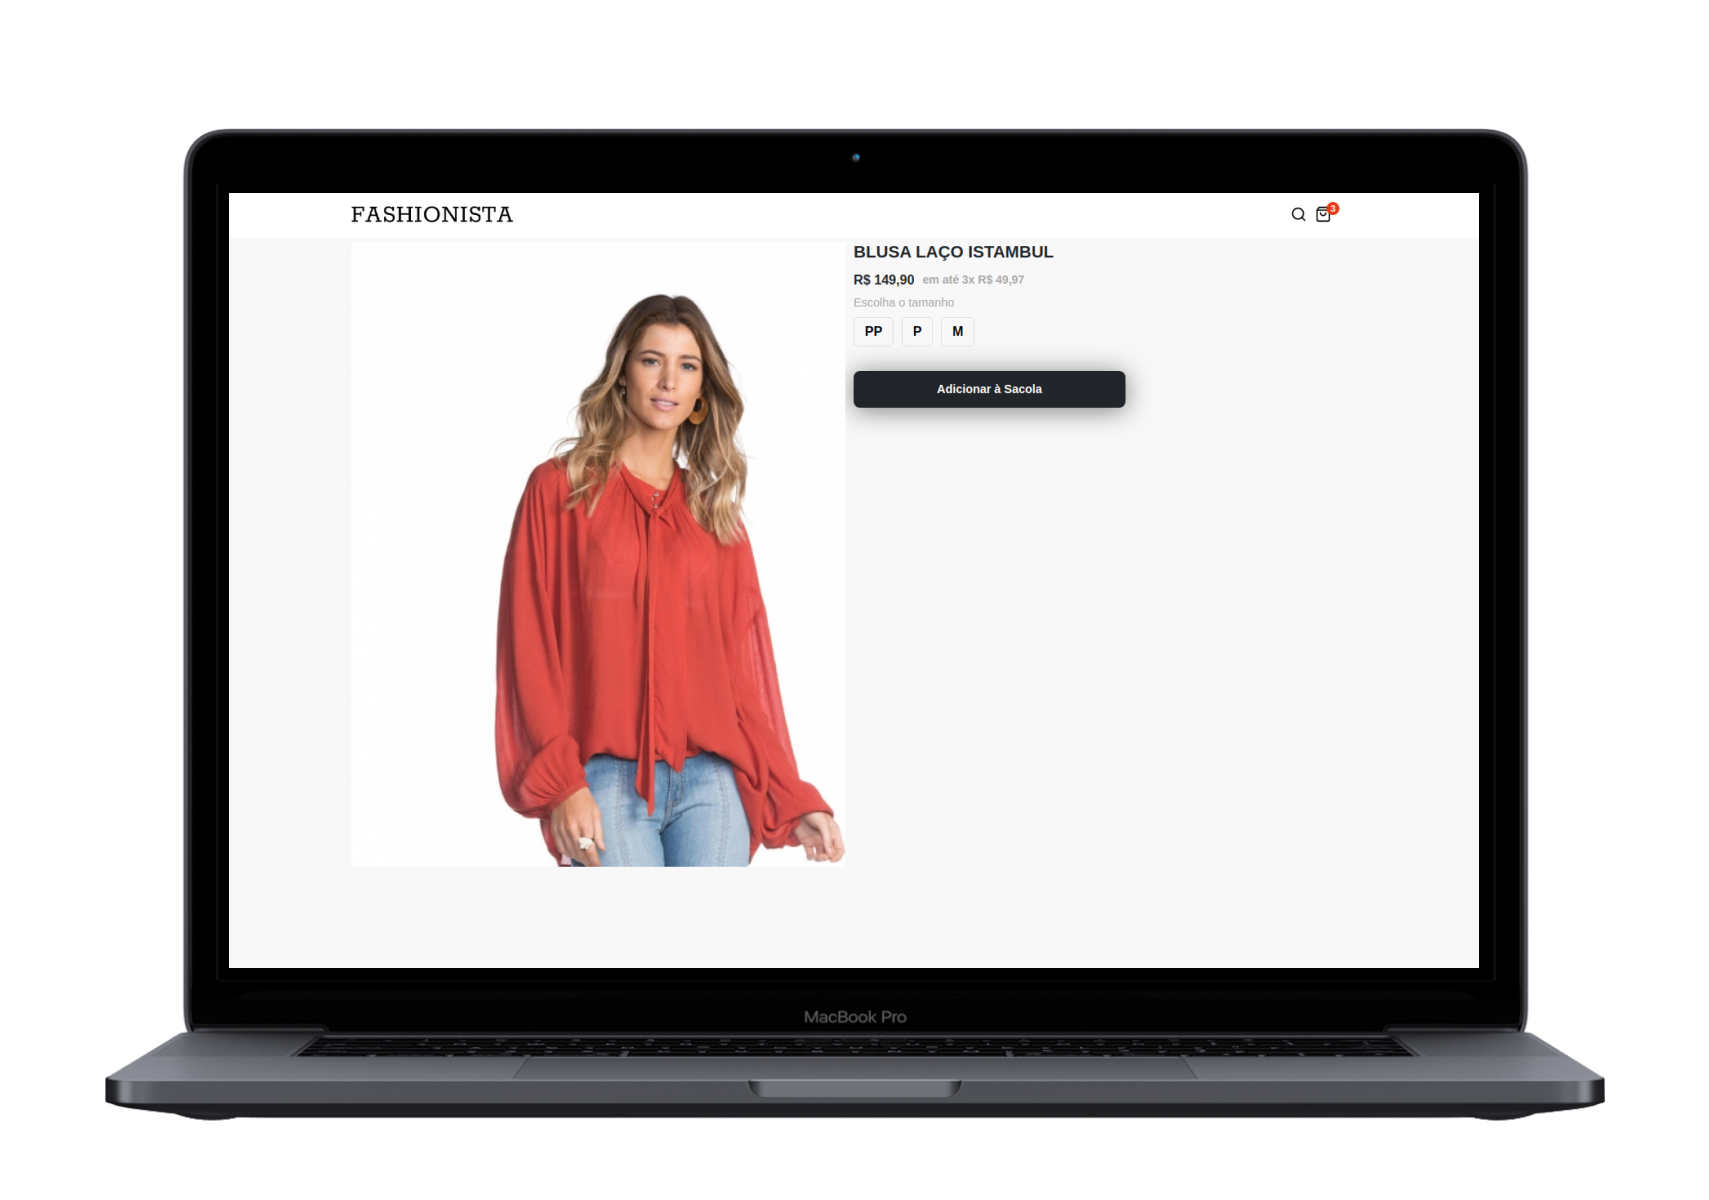 FASHIONISTA
3
BLUSA LAÇO ISTAMBUL
R$ 149,90 em até 3x R$ 49,97
Escolha o tamanho
PP P M
Adicionar à Sacola
MacBook Pro